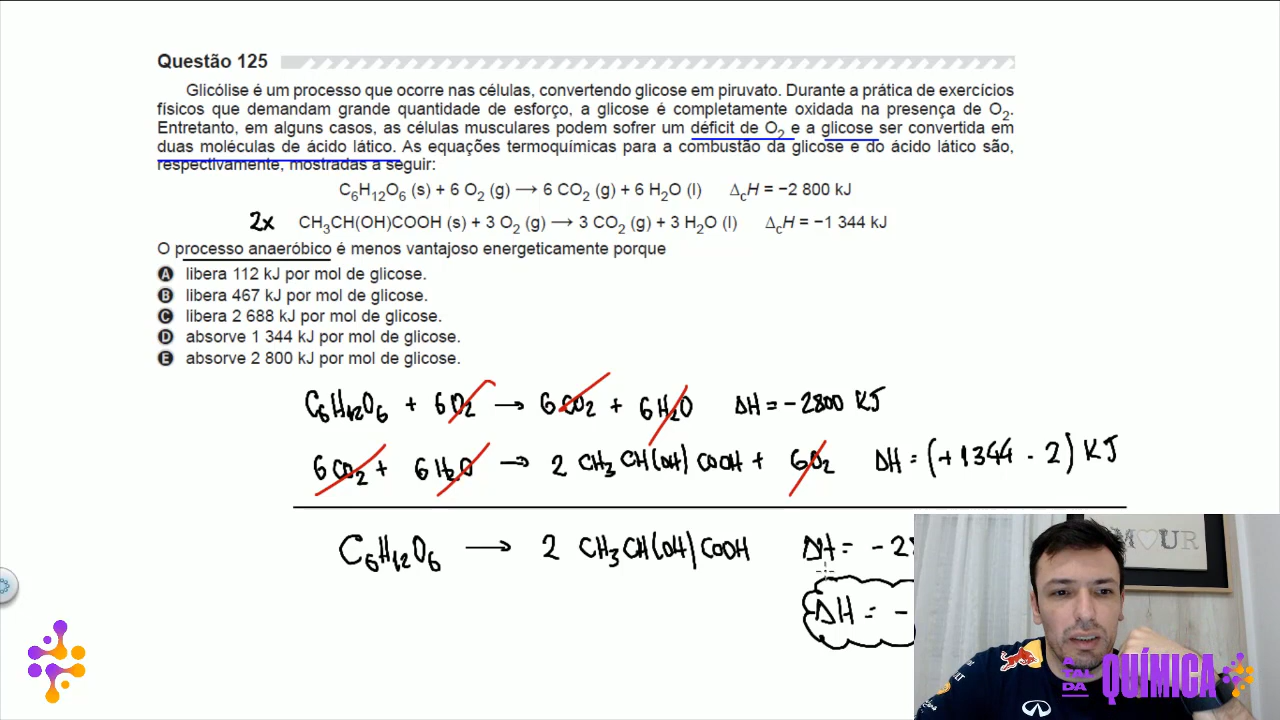 Questão 125
Glicólise é um processo que ocorre nas células, convertendo glicose em piruvato. Durante a prática de exercícios
físicos que demandam grande quantidade de esforço, a glicose é completamente oxidada na presença de O₂.
Entretanto, em alguns casos, as células musculares podem sofrer um déficit de O₂ e a glicose ser convertida em
duas moléculas de ácido lático. As equações termoquímicas para a combustão da glicose e do ácido lático são,
respectivamente, mostradas a seguir:
C₆H₁₂O₆ (s) + 6 O₂ (g) ⟶ 6 CO₂ (g) + 6 H₂O (l) Δ_cH = −2 800 kJ
2x CH₃CH(OH)COOH (s) + 3 O₂ (g) ⟶ 3 CO₂ (g) + 3 H₂O (l) Δ_cH = −1 344 kJ
O processo anaeróbico é menos vantajoso energeticamente porque
A libera 112 kJ por mol de glicose.
B libera 467 kJ por mol de glicose.
C libera 2 688 kJ por mol de glicose.
D absorve 1 344 kJ por mol de glicose.
E absorve 2 800 kJ por mol de glicose.
C₆H₁₂O₆ + 6O₂ → 6CO₂ + 6H₂O ΔH = -2800 KJ
6CO₂ + 6H₂O → 2 CH₃CH(OH)COOH + 6O₂ ΔH = (+1344 · 2) KJ
C₆H₁₂O₆ → 2 CH₃CH(OH)COOH ΔH = -2
ΔH = -
MOUR
A TAL DA QUÍMICA